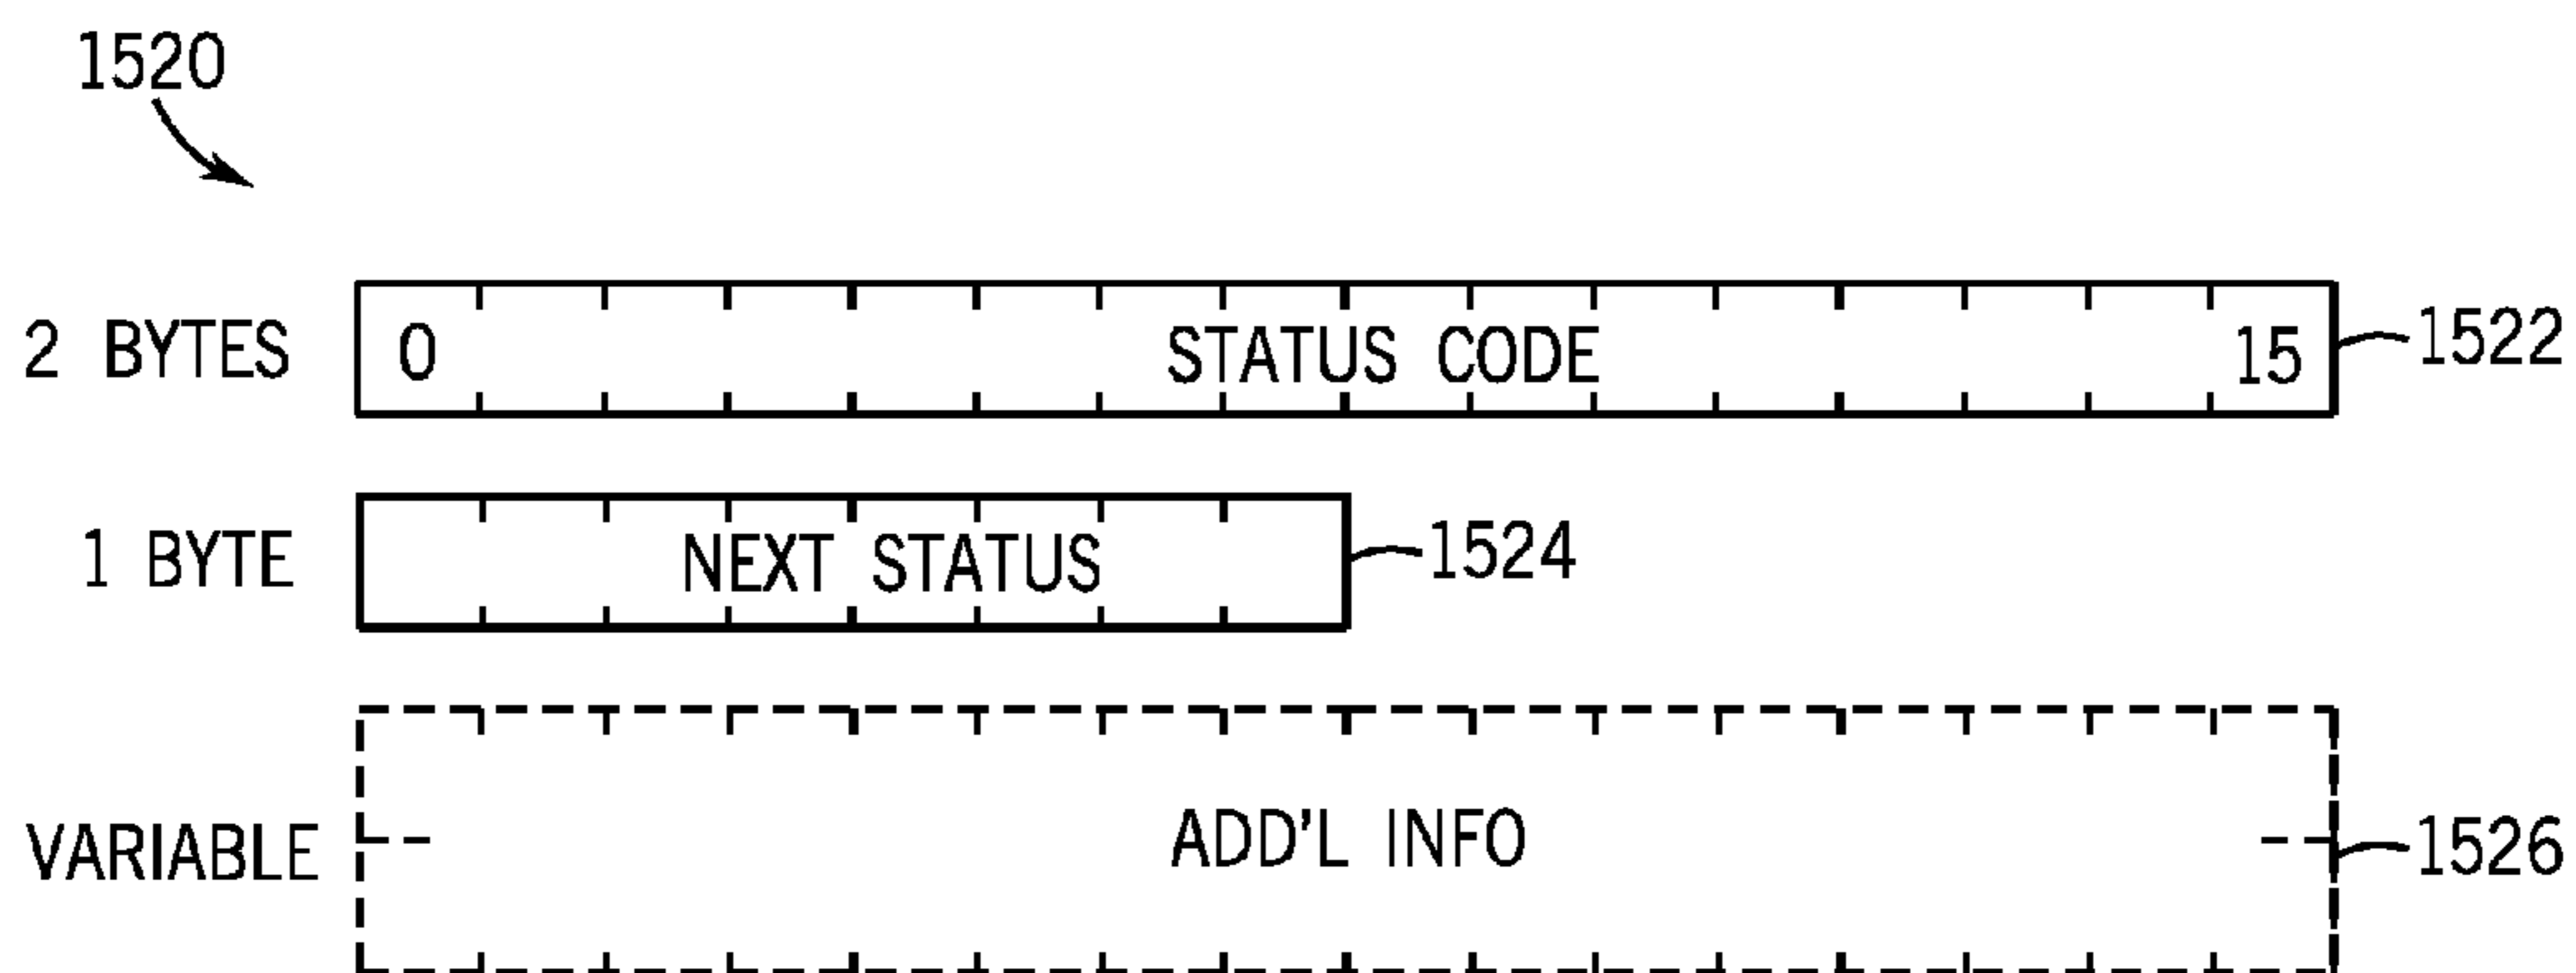 1520
2 BYTES 0 STATUS CODE 15 1522
1 BYTE NEXT STATUS 1524
VARIABLE ADD'L INFO 1526